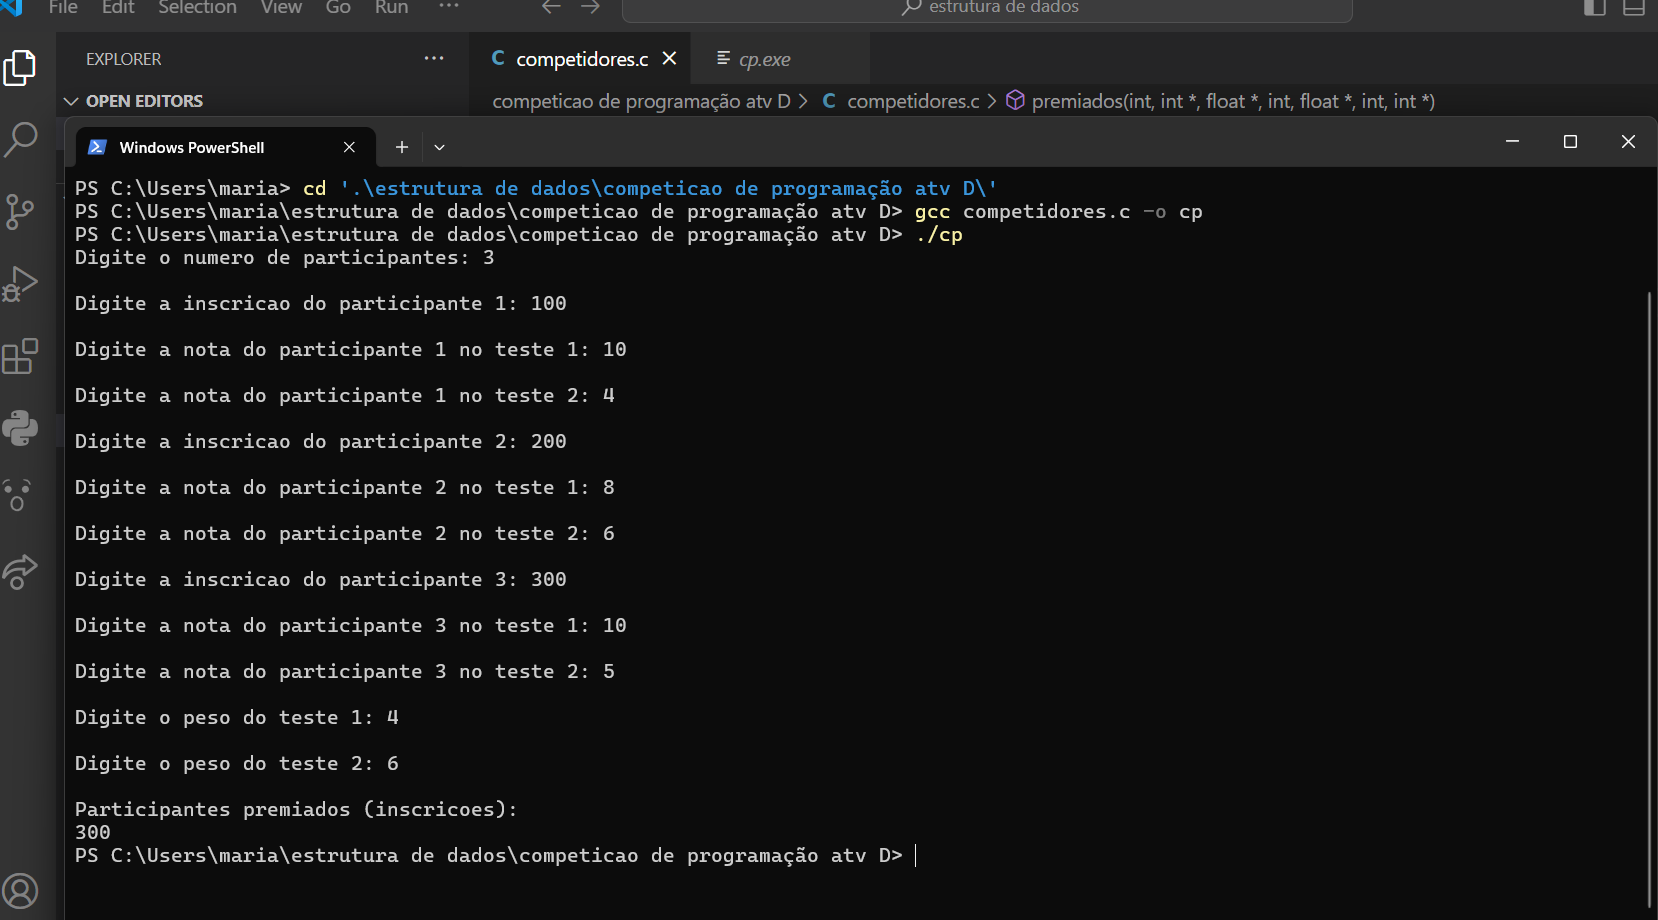 File Edit Selection View Go Run ··· estrutura de dados
EXPLORER ···
competidores.c
cp.exe
OPEN EDITORS
competicao de programação atv D > C competidores.c > premiados(int, int *, float *, int, float *, int, int *)
Windows PowerShell
PS C:\Users\maria> cd '.\estrutura de dados\competicao de programação atv D\'
PS C:\Users\maria\estrutura de dados\competicao de programação atv D> gcc competidores.c -o cp
PS C:\Users\maria\estrutura de dados\competicao de programação atv D> ./cp
Digite o numero de participantes: 3
Digite a inscricao do participante 1: 100
Digite a nota do participante 1 no teste 1: 10
Digite a nota do participante 1 no teste 2: 4
Digite a inscricao do participante 2: 200
Digite a nota do participante 2 no teste 1: 8
Digite a nota do participante 2 no teste 2: 6
Digite a inscricao do participante 3: 300
Digite a nota do participante 3 no teste 1: 10
Digite a nota do participante 3 no teste 2: 5
Digite o peso do teste 1: 4
Digite o peso do teste 2: 6
Participantes premiados (inscricoes):
300
PS C:\Users\maria\estrutura de dados\competicao de programação atv D>